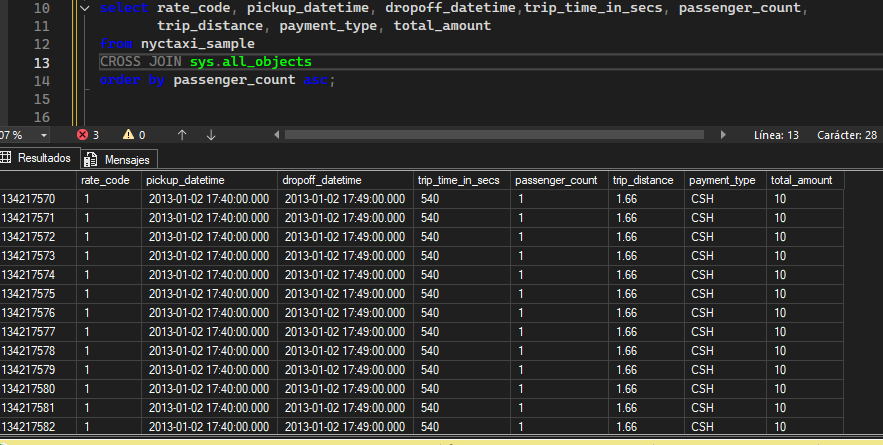 10 select rate_code, pickup_datetime, dropoff_datetime,trip_time_in_secs, passenger_count,
11 trip_distance, payment_type, total_amount
12 from nyctaxi_sample
13 CROSS JOIN sys.all_objects
14 order by passenger_count asc;
15
16
07 % 3 0 Línea: 13 Carácter: 28
Resultados Mensajes
rate_code pickup_datetime dropoff_datetime trip_time_in_secs passenger_count trip_distance payment_type total_amount
134217570 1 2013-01-02 17:40:00.000 2013-01-02 17:49:00.000 540 1 1.66 CSH 10
134217571 1 2013-01-02 17:40:00.000 2013-01-02 17:49:00.000 540 1 1.66 CSH 10
134217572 1 2013-01-02 17:40:00.000 2013-01-02 17:49:00.000 540 1 1.66 CSH 10
134217573 1 2013-01-02 17:40:00.000 2013-01-02 17:49:00.000 540 1 1.66 CSH 10
134217574 1 2013-01-02 17:40:00.000 2013-01-02 17:49:00.000 540 1 1.66 CSH 10
134217575 1 2013-01-02 17:40:00.000 2013-01-02 17:49:00.000 540 1 1.66 CSH 10
134217576 1 2013-01-02 17:40:00.000 2013-01-02 17:49:00.000 540 1 1.66 CSH 10
134217577 1 2013-01-02 17:40:00.000 2013-01-02 17:49:00.000 540 1 1.66 CSH 10
134217578 1 2013-01-02 17:40:00.000 2013-01-02 17:49:00.000 540 1 1.66 CSH 10
134217579 1 2013-01-02 17:40:00.000 2013-01-02 17:49:00.000 540 1 1.66 CSH 10
134217580 1 2013-01-02 17:40:00.000 2013-01-02 17:49:00.000 540 1 1.66 CSH 10
134217581 1 2013-01-02 17:40:00.000 2013-01-02 17:49:00.000 540 1 1.66 CSH 10
134217582 1 2013-01-02 17:40:00.000 2013-01-02 17:49:00.000 540 1 1.66 CSH 10